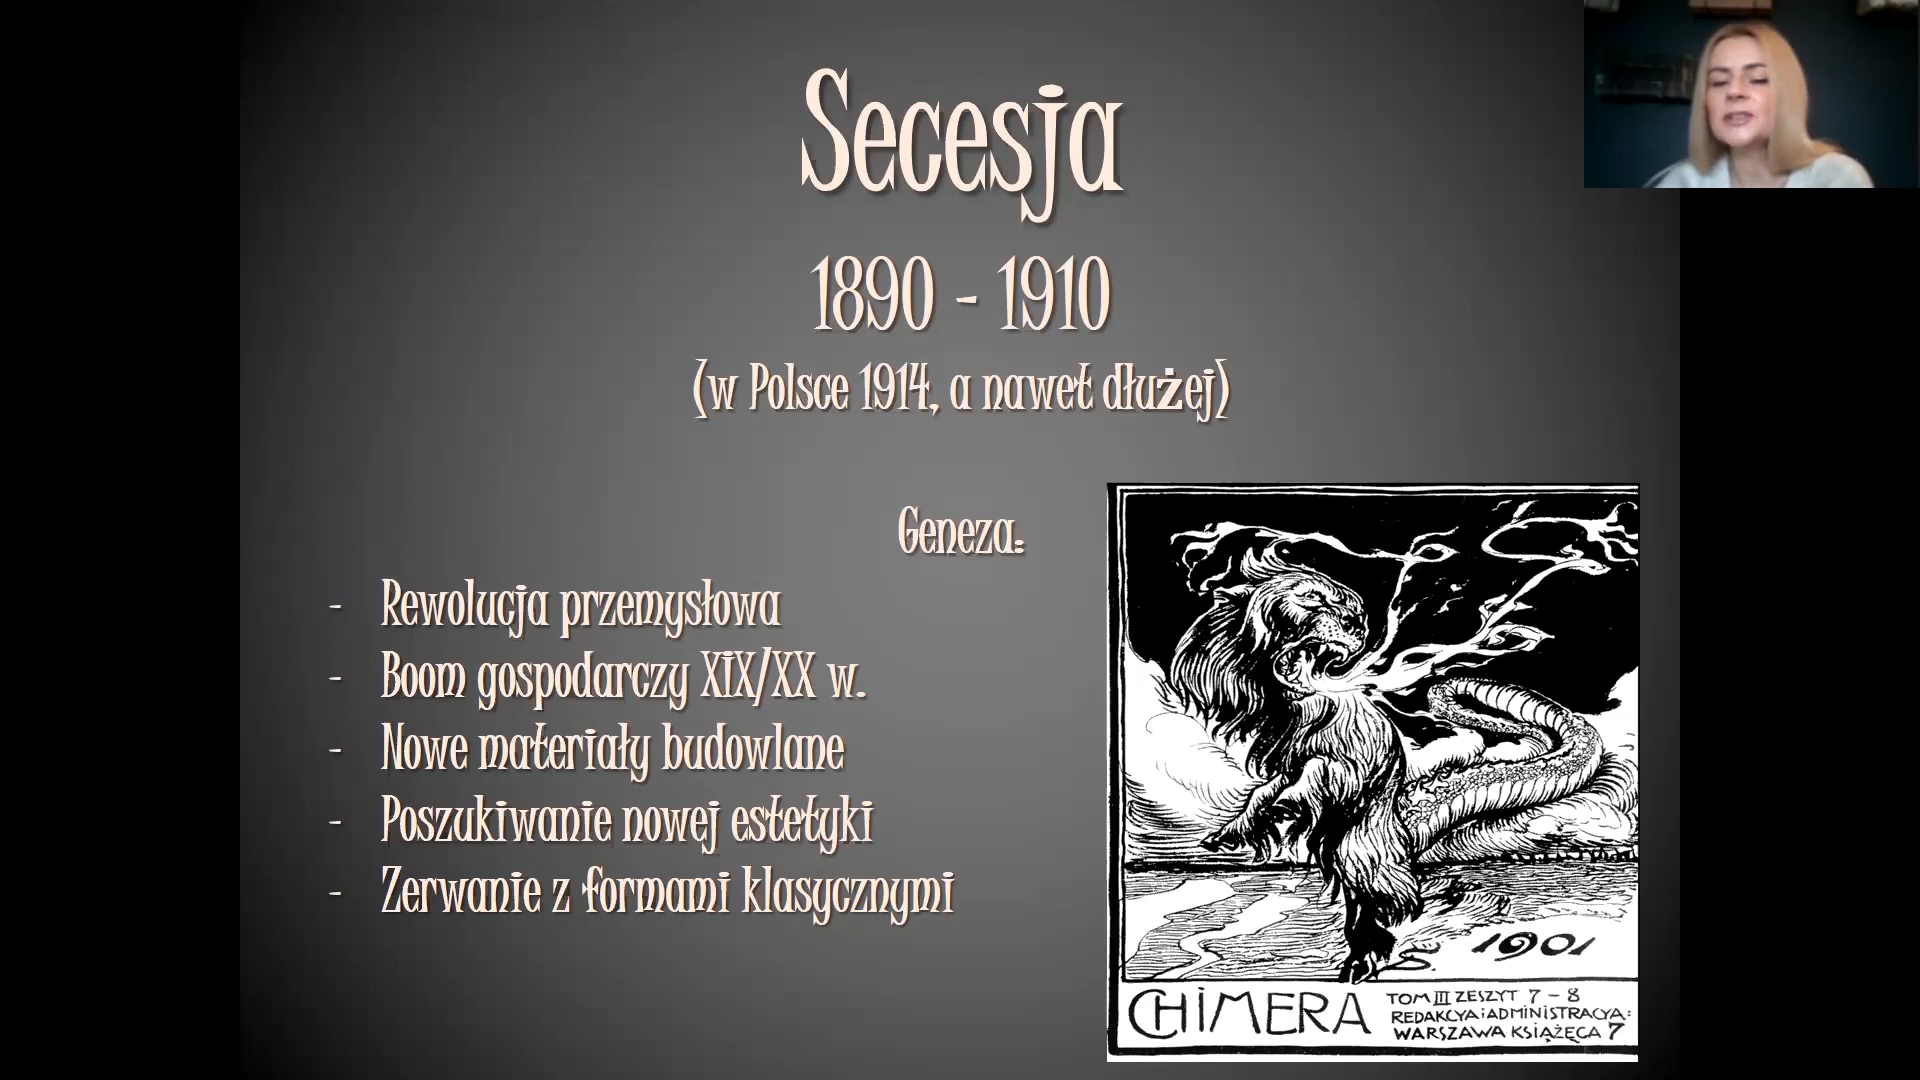 Secesja
1890 - 1910
(w Polsce 1914, a nawet dłużej)
Geneza:
- Rewolucja przemysłowa
- Boom gospodarczy XIX/XX w.
- Nowe materiały budowlane
- Poszukiwanie nowej estetyki
- Zerwanie z formami klasycznymi
1901
CHIMERA
TOM III ZESZYT 7-8
REDAKCYA i ADMINISTRACYA:
WARSZAWA KSIĄŻĘCA 7